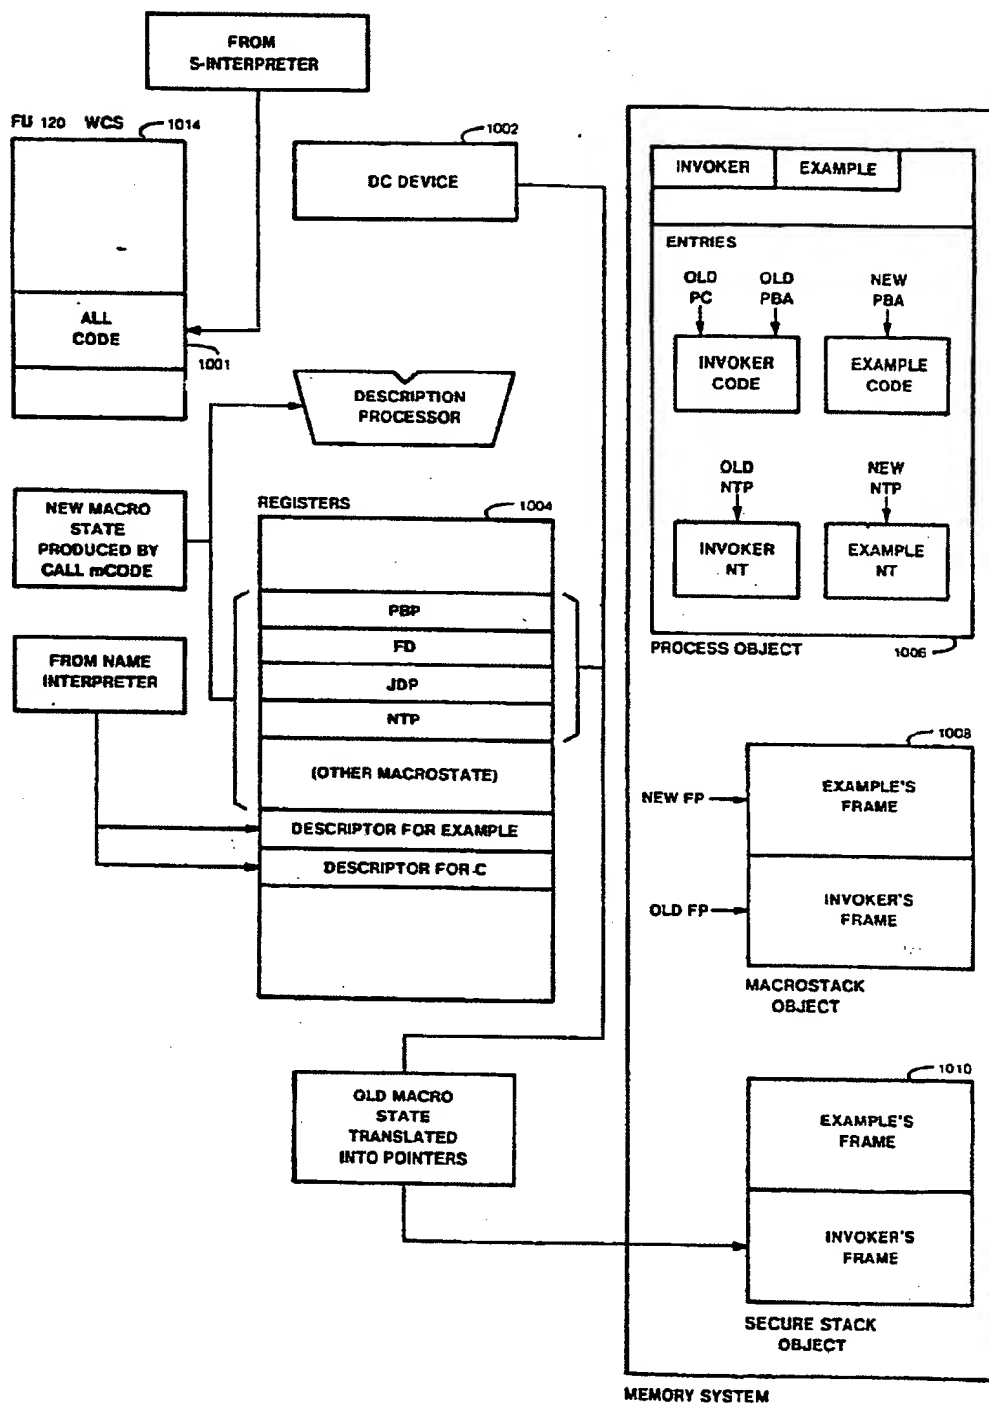 FROM
S-INTERPRETER
FU 120 WCS
1014
1002
DC DEVICE
INVOKER
EXAMPLE
ENTRIES
OLD
PC
OLD
PBA
NEW
PBA
ALL
CODE
1001
INVOKER
CODE
EXAMPLE
CODE
DESCRIPTION
PROCESSOR
OLD
NTP
NEW
NTP
NEW MACRO
STATE
PRODUCED BY
CALL mCODE
REGISTERS
1004
INVOKER
NT
EXAMPLE
NT
PBP
FD
JDP
NTP
FROM NAME
INTERPRETER
PROCESS OBJECT
1006
(OTHER MACROSTATE)
DESCRIPTOR FOR EXAMPLE
DESCRIPTOR FOR C
1008
NEW FP
EXAMPLE'S
FRAME
OLD FP
INVOKER'S
FRAME
MACROSTACK
OBJECT
OLD MACRO
STATE
TRANSLATED
INTO POINTERS
1010
EXAMPLE'S
FRAME
INVOKER'S
FRAME
SECURE STACK
OBJECT
MEMORY SYSTEM